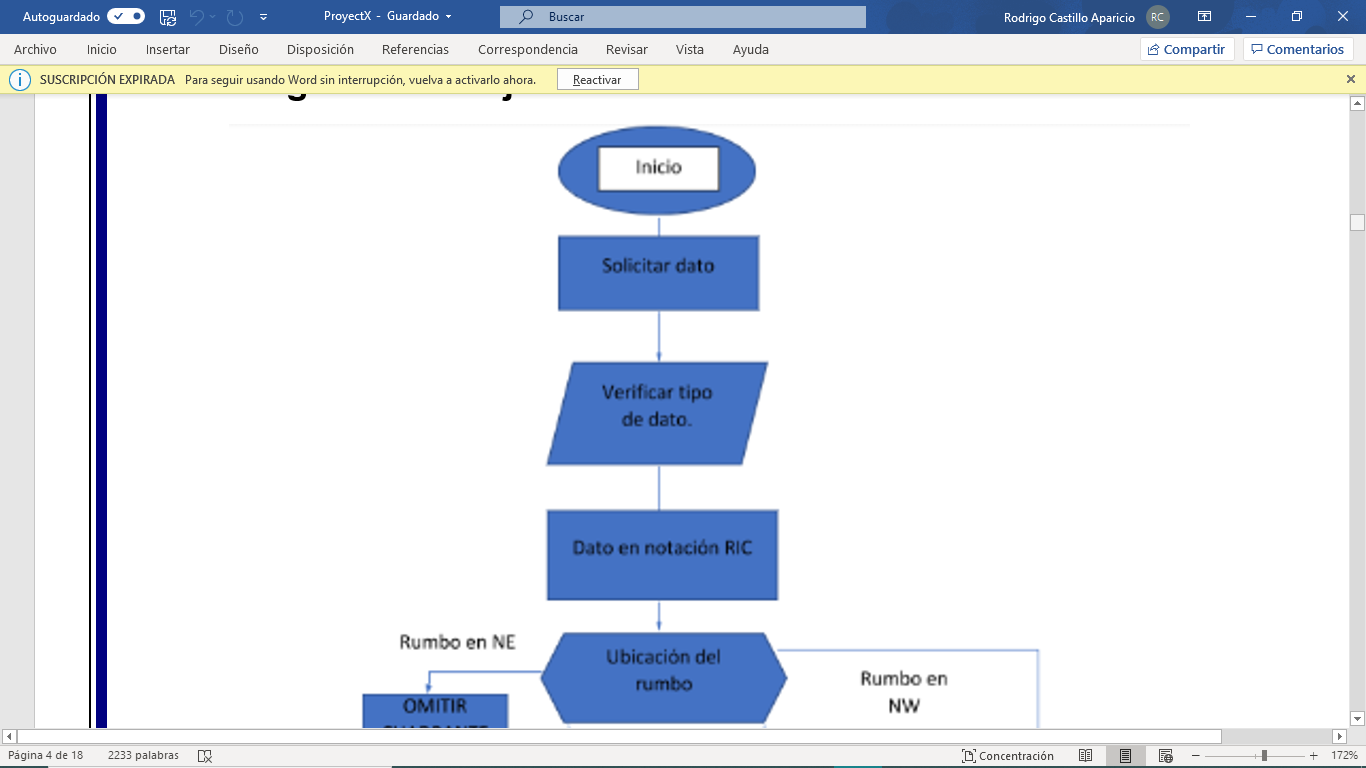 Autoguardado
ProyectX - Guardado
Buscar
Rodrigo Castillo Aparicio
RC
Archivo Inicio Insertar Diseño Disposición Referencias Correspondencia Revisar Vista Ayuda
Compartir
Comentarios
SUSCRIPCIÓN EXPIRADA Para seguir usando Word sin interrupción, vuelva a activarlo ahora.
Reactivar
Inicio
Solicitar dato
Verificar tipo
de dato.
Dato en notación RIC
Rumbo en NE
Ubicación del
rumbo
Rumbo en
NW
OMITIR
Página 4 de 18
2233 palabras
Concentración
172%